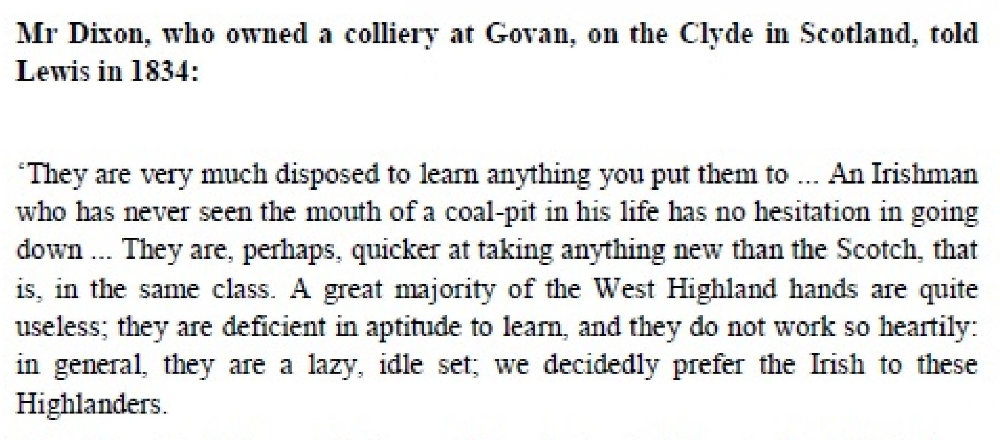 Mr Dixon, who owned a colliery at Govan, on the Clyde in Scotland, told
Lewis in 1834:
‘They are very much disposed to learn anything you put them to ... An Irishman
who has never seen the mouth of a coal-pit in his life has no hesitation in going
down ... They are, perhaps, quicker at taking anything new than the Scotch, that
is, in the same class. A great majority of the West Highland hands are quite
useless; they are deficient in aptitude to learn, and they do not work so heartily:
in general, they are a lazy, idle set; we decidedly prefer the Irish to these
Highlanders.